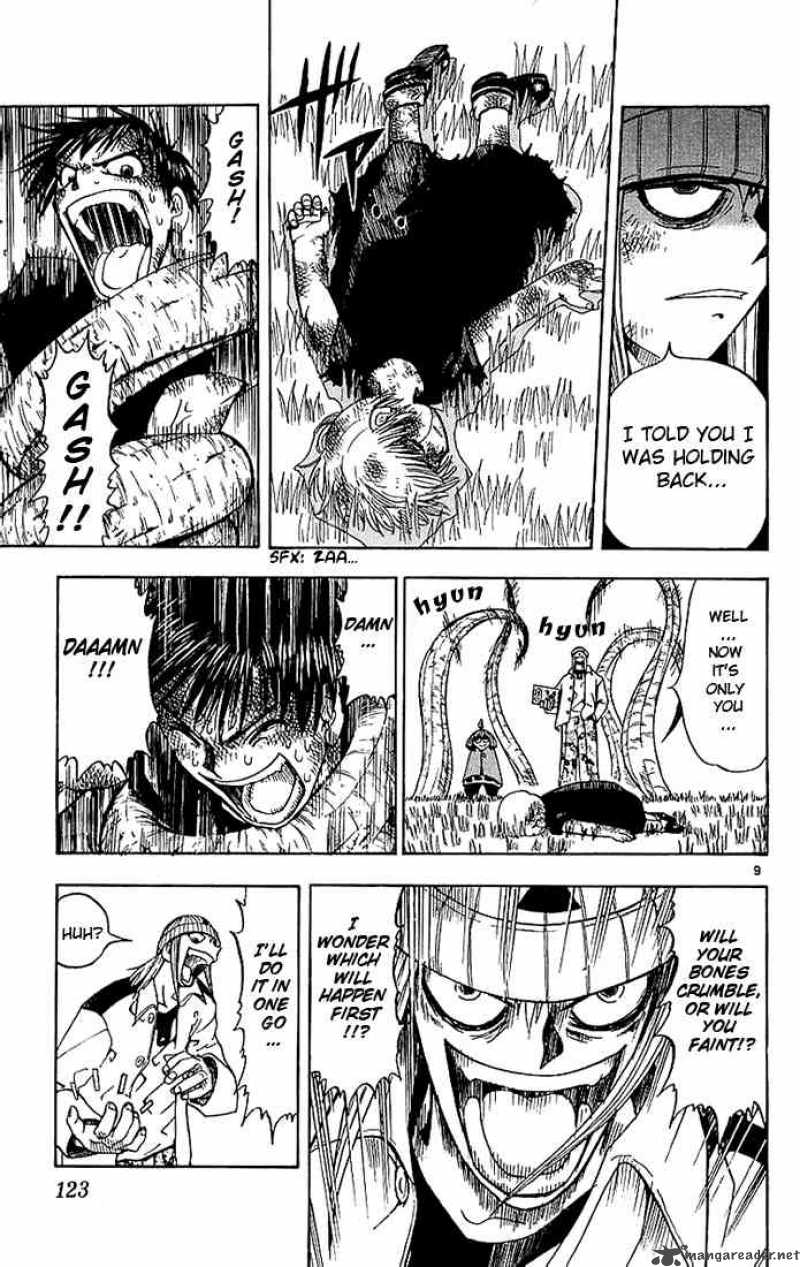 I TOLD YOU I
WAS HOLDING
BACK...
SFX: ZAA...
GASH!
GASH!!
WELL
...
NOW
IT'S
ONLY
YOU
...
hyun
hyun
DAMN
...
DAAAMN
!!!
9
WILL
YOUR
BONES
CRUMBLE,
OR WILL
YOU
FAINT!?
I
WONDER
WHICH
WILL
HAPPEN
FIRST
!!?
I'LL
DO
IT IN
ONE
GO
...
HUH?
123
mangareader.net